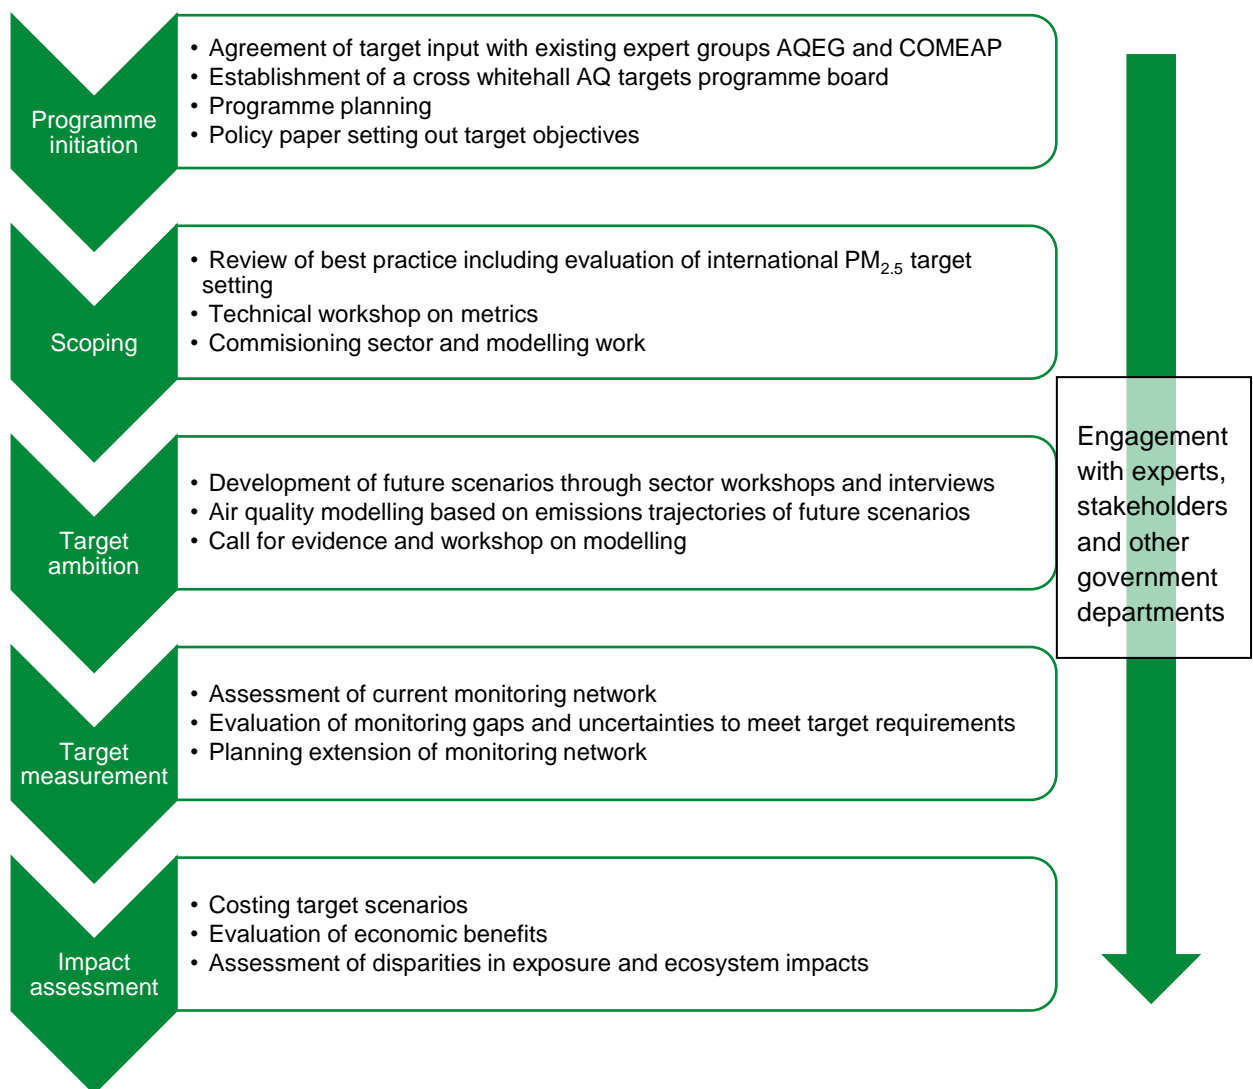 Programme
initiation
• Agreement of target input with existing expert groups AQEG and COMEAP
• Establishment of a cross whitehall AQ targets programme board
• Programme planning
• Policy paper setting out target objectives
Scoping
• Review of best practice including evaluation of international PM2.5 target
setting
• Technical workshop on metrics
• Commisioning sector and modelling work
Target
ambition
• Development of future scenarios through sector workshops and interviews
• Air quality modelling based on emissions trajectories of future scenarios
• Call for evidence and workshop on modelling
Target
measurement
• Assessment of current monitoring network
• Evaluation of monitoring gaps and uncertainties to meet target requirements
• Planning extension of monitoring network
Impact
assessment
• Costing target scenarios
• Evaluation of economic benefits
• Assessment of disparities in exposure and ecosystem impacts
Engagement
with experts,
stakeholders
and other
government
departments